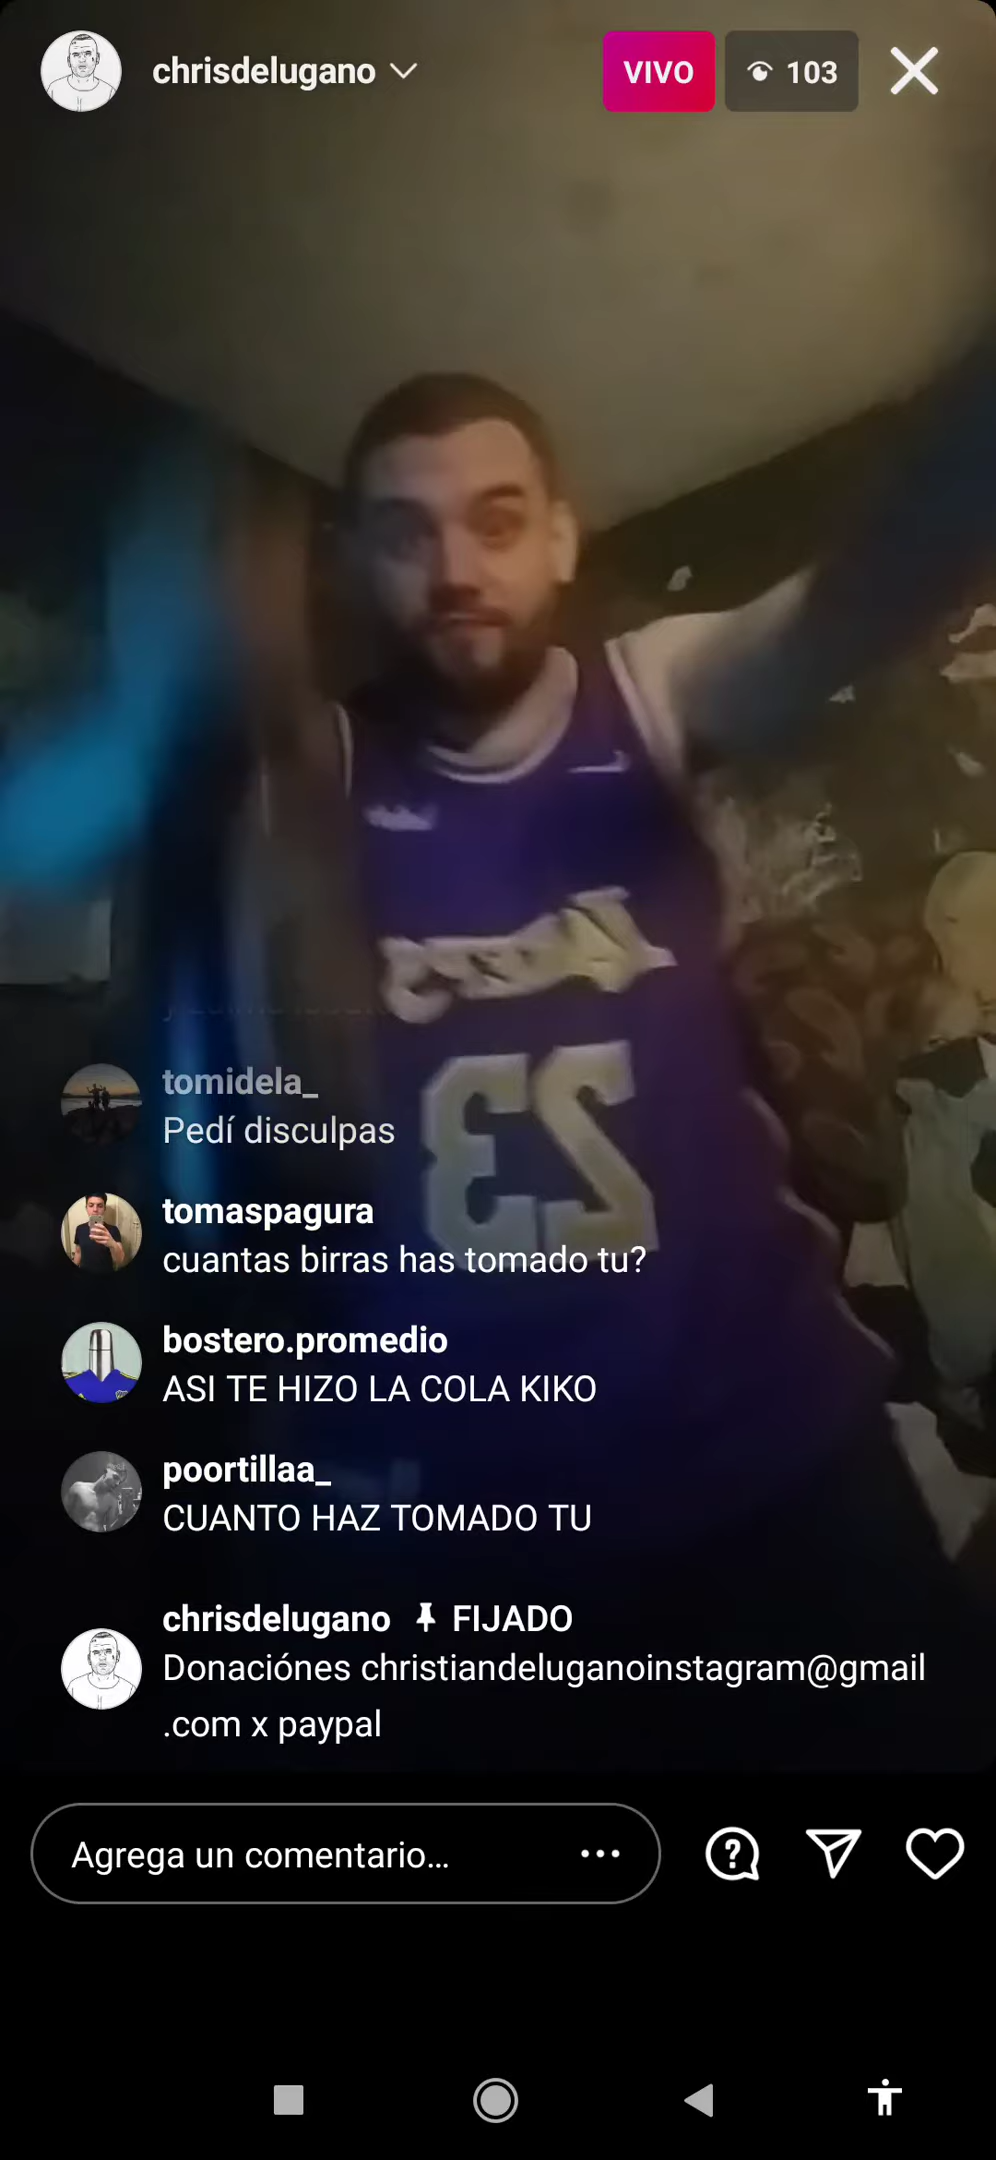 chrisdelugano
VIVO
103
23
tomidela_
Pedí disculpas
tomaspagura
cuantas birras has tomado tu?
bostero.promedio
ASI TE HIZO LA COLA KIKO
poortillaa_
CUANTO HAZ TOMADO TU
chrisdelugano FIJADO
Donaciónes christiandeluganoinstagram@gmail
.com x paypal
Agrega un comentario...